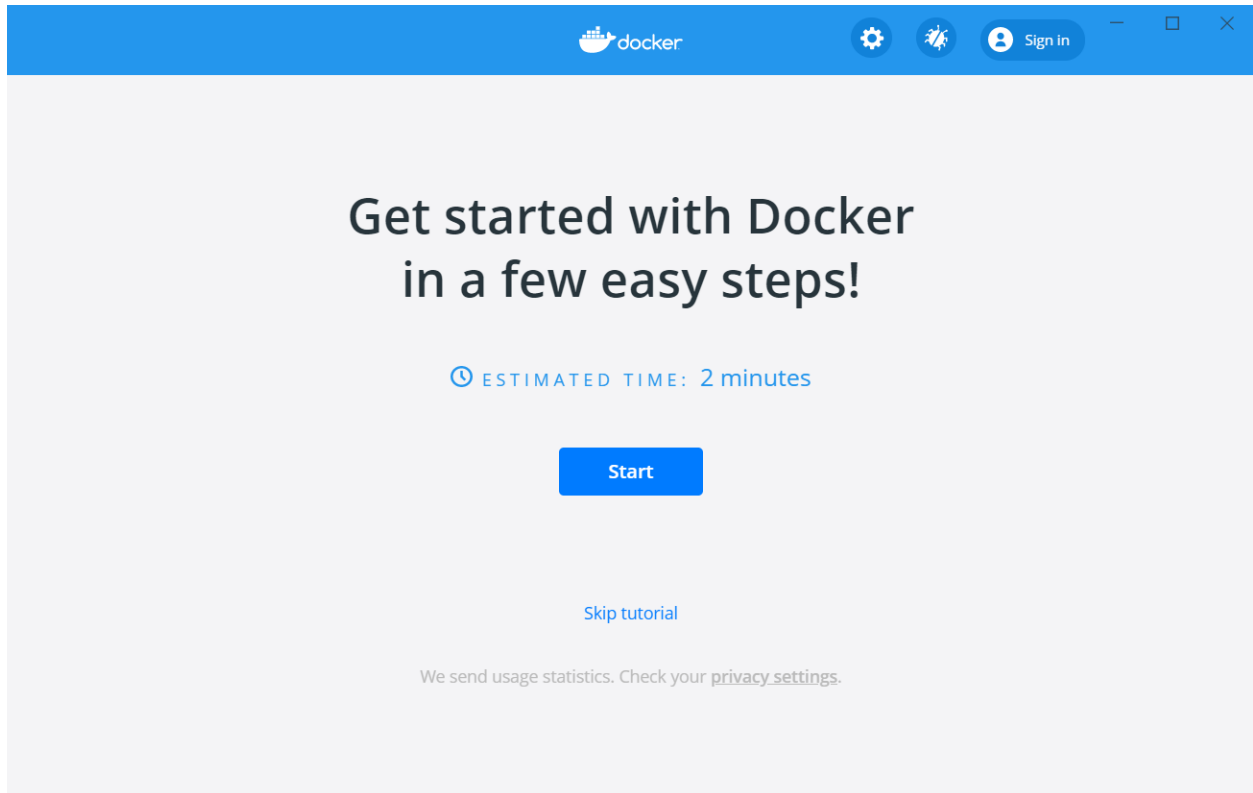 docker
Sign in
Get started with Docker
in a few easy steps!
ESTIMATED TIME: 2 minutes
Start
Skip tutorial
We send usage statistics. Check your privacy settings.